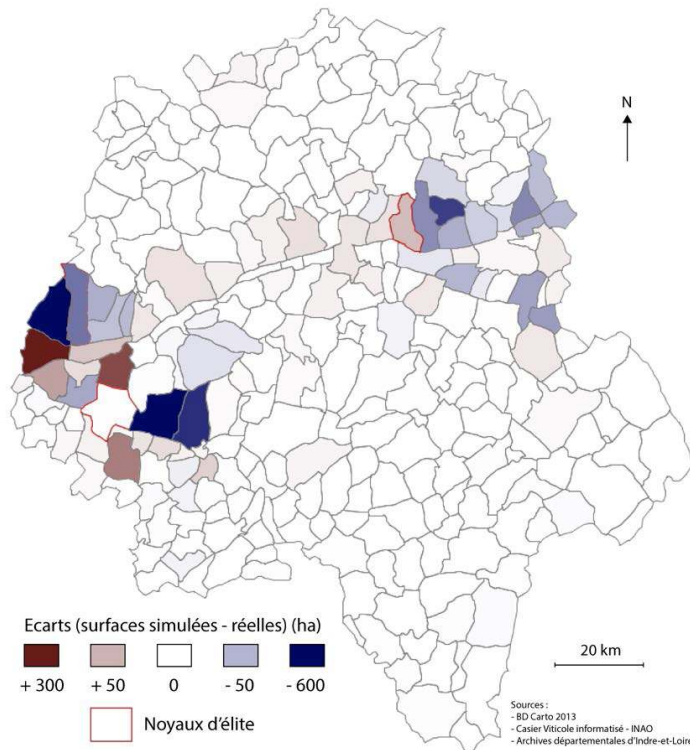 N
Ecarts (surfaces simulées - réelles) (ha)
+ 300 + 50 0 - 50 - 600
Noyaux d'élite
20 km
Sources :
- BD Carto 2013
- Casier Viticole informatisé - INAO
- Archives départementales d'Indre-et-Loire